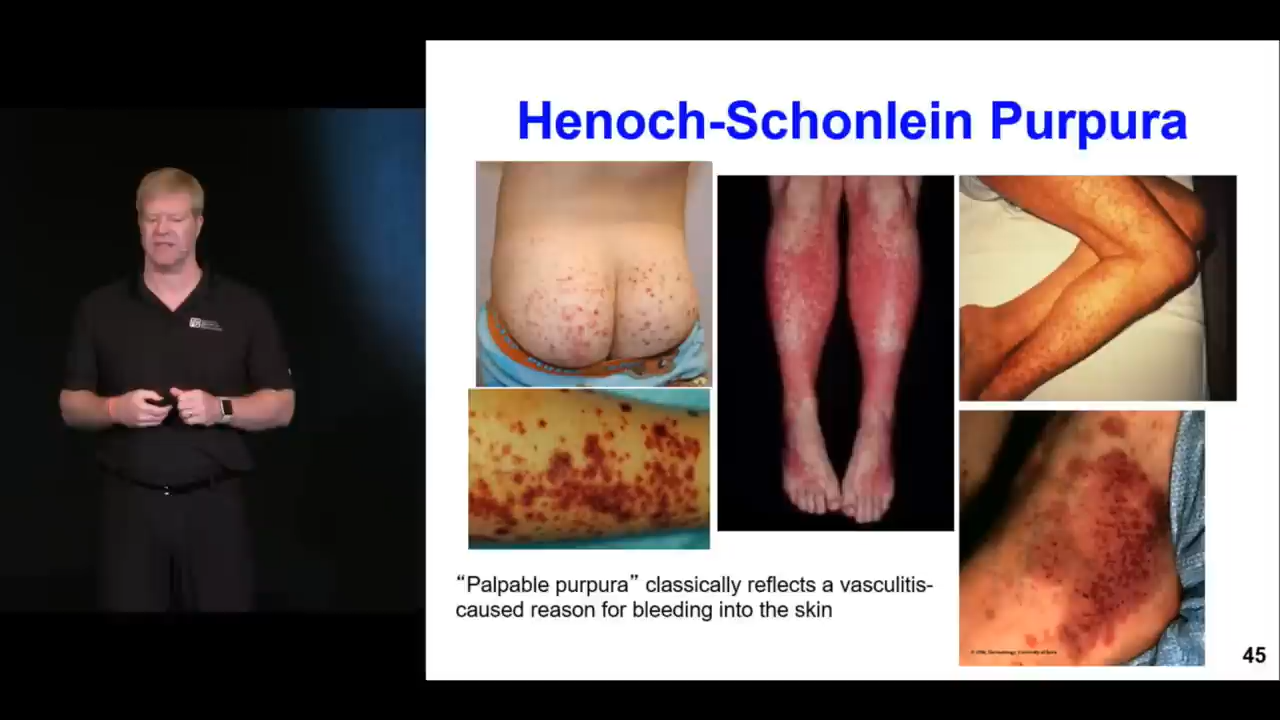 Henoch-Schonlein Purpura
“Palpable purpura” classically reflects a vasculitis-
caused reason for bleeding into the skin
45